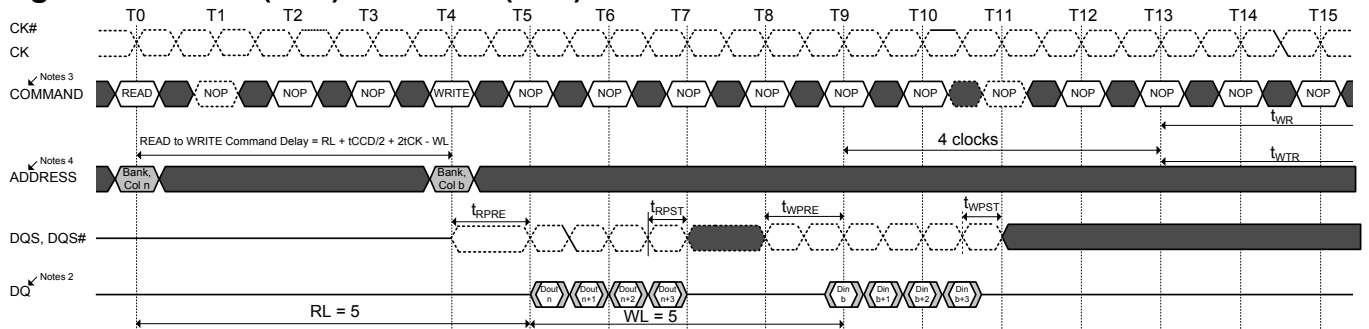 T0 T1 T2 T3 T4 T5 T6 T7 T8 T9 T10 T11 T12 T13 T14 T15
CK#
CK
Notes 3
COMMAND READ NOP NOP NOP WRITE NOP NOP NOP NOP NOP NOP NOP NOP NOP NOP NOP
tWR
READ to WRITE Command Delay = RL + tCCD/2 + 2tCK - WL
4 clocks
Notes 4
tWTR
ADDRESS Bank, Col n Bank, Col b
tRPRE tRPST tWPRE tWPST
DQS, DQS#
Notes 2
DQ Dout n Dout n+1 Dout n+2 Dout n+3 Din b Din b+1 Din b+2 Din b+3
RL = 5 WL = 5